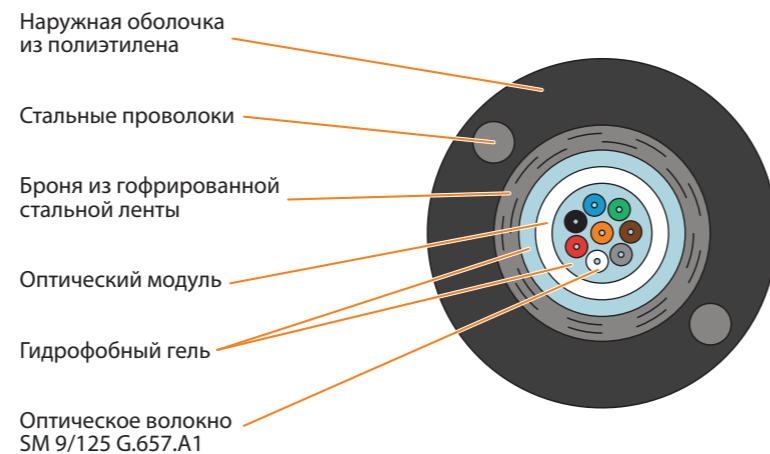 Наружная оболочка
из полиэтилена
Стальные проволоки
Броня из гофрированной
стальной ленты
Оптический модуль
Гидрофобный гель
Оптическое волокно
SM 9/125 G.657.A1